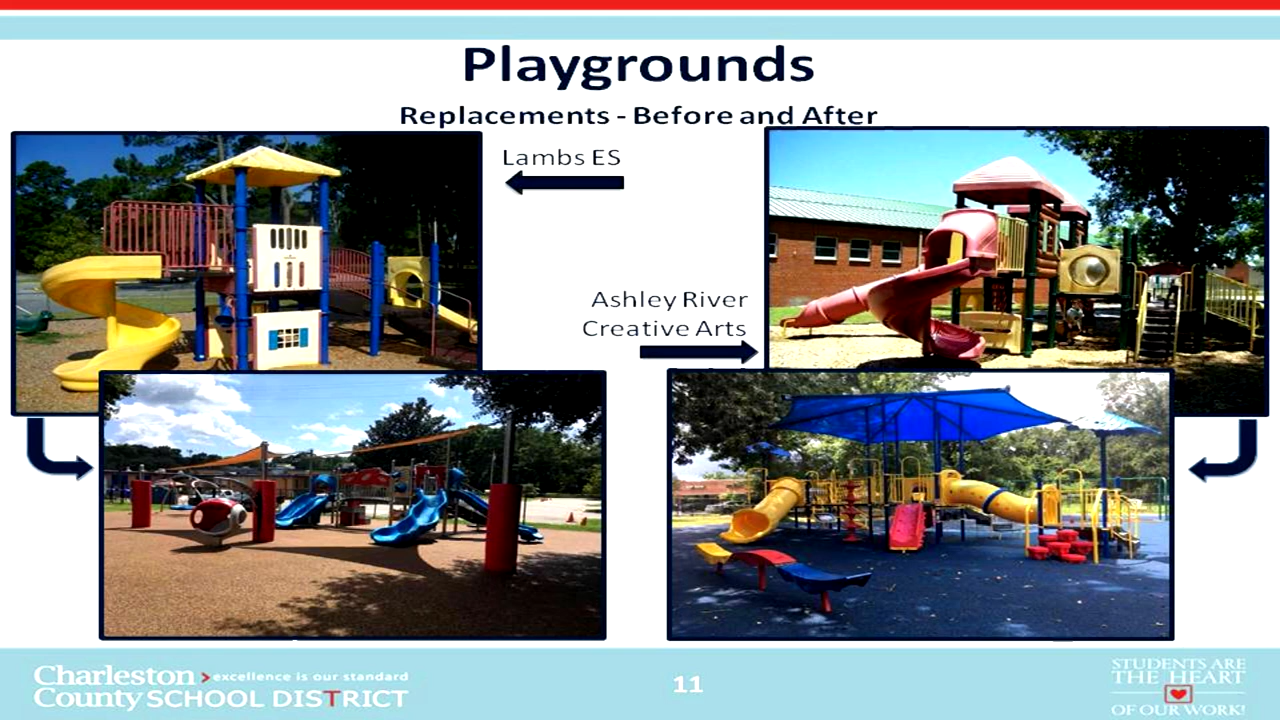 Playgrounds
Replacements - Before and After
Lambs ES
Ashley River
Creative Arts
Charleston excellence is our standard
County SCHOOL DISTRICT
11
STUDENTS ARE
THE HEART
OF OUR WORK!